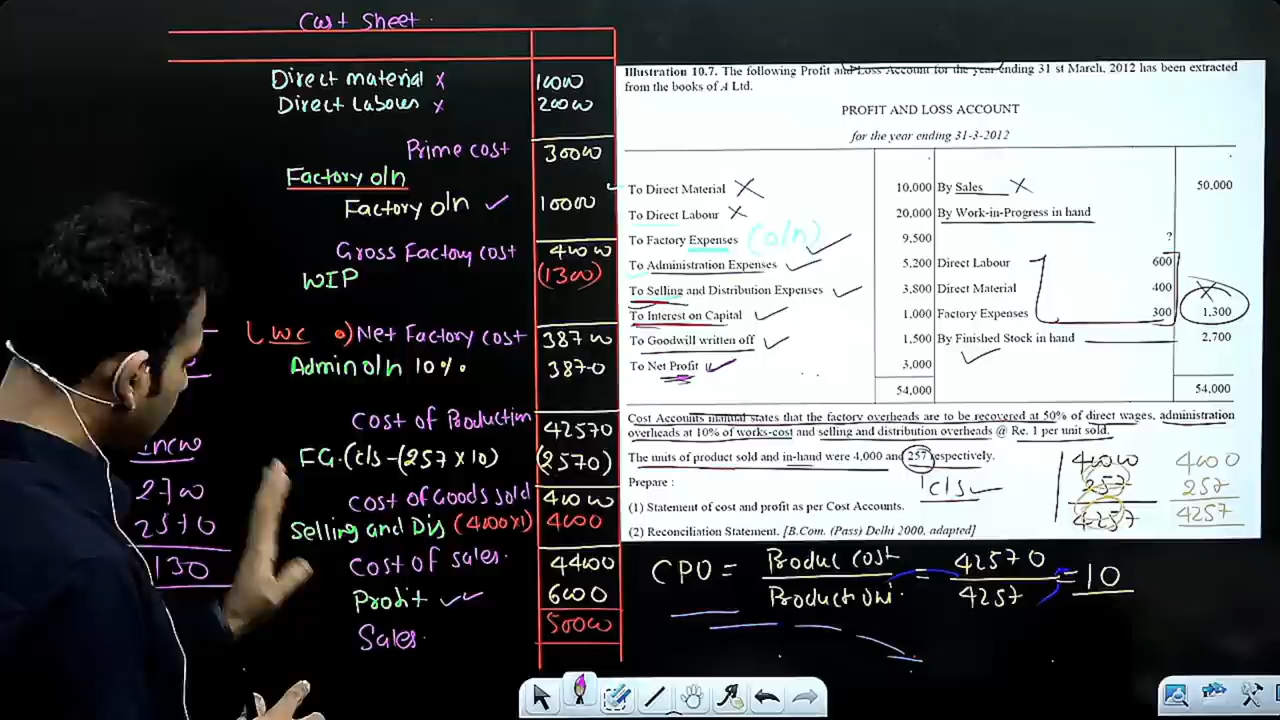 Cost Sheet
Direct material x 10000
Direct Labour x 20000
Prime cost 30000
Factory o/h
Factory o/h ✓ 10000
Gross Factory cost 40000
WIP (1300)
(WC •) Net Factory cost 38700
Admin o/h 10% 3870
Cost of Production 42570
FG (c/s - (257 x 10) (2570)
Cost of Goods sold 40000
Selling and Dis (4000x1) 4000
Cost of sales. 44000
Profit ✓✓ 6000
Sales. 50000
2700
2570
130
Illustration 10.7. The following Profit and Loss Account for the year ending 31 st March, 2012 has been extracted
from the books of A Ltd.
PROFIT AND LOSS ACCOUNT
for the year ending 31-3-2012
To Direct Material X 10,000 By Sales X 50,000
To Direct Labour X 20,000 By Work-in-Progress in hand
To Factory Expenses (o/h) ✓ 9,500 ?
To Administration Expenses ✓ 5,200 Direct Labour 600
To Selling and Distribution Expenses ✓ 3,800 Direct Material 400 X
To Interest on Capital ✓ 1,000 Factory Expenses 300 1,300
To Goodwill written off ✓ 1,500 By Finished Stock in hand 2,700
To Net Profit ✓ 3,000 ✓
54,000 54,000
Cost Accounts manual states that the factory overheads are to be recovered at 50% of direct wages, administration
overheads at 10% of works-cost and selling and distribution overheads @ Re. 1 per unit sold.
The units of product sold and in-hand were 4,000 and 257 respectively.
Prepare :
c/s ✓
(1) Statement of cost and profit as per Cost Accounts.
(2) Reconciliation Statement. [B.Com. (Pass) Delhi 2000, adapted]
257
4257
4000
257
4257
CPU = Produc cost / Production. = 42570 / 4257 = 10